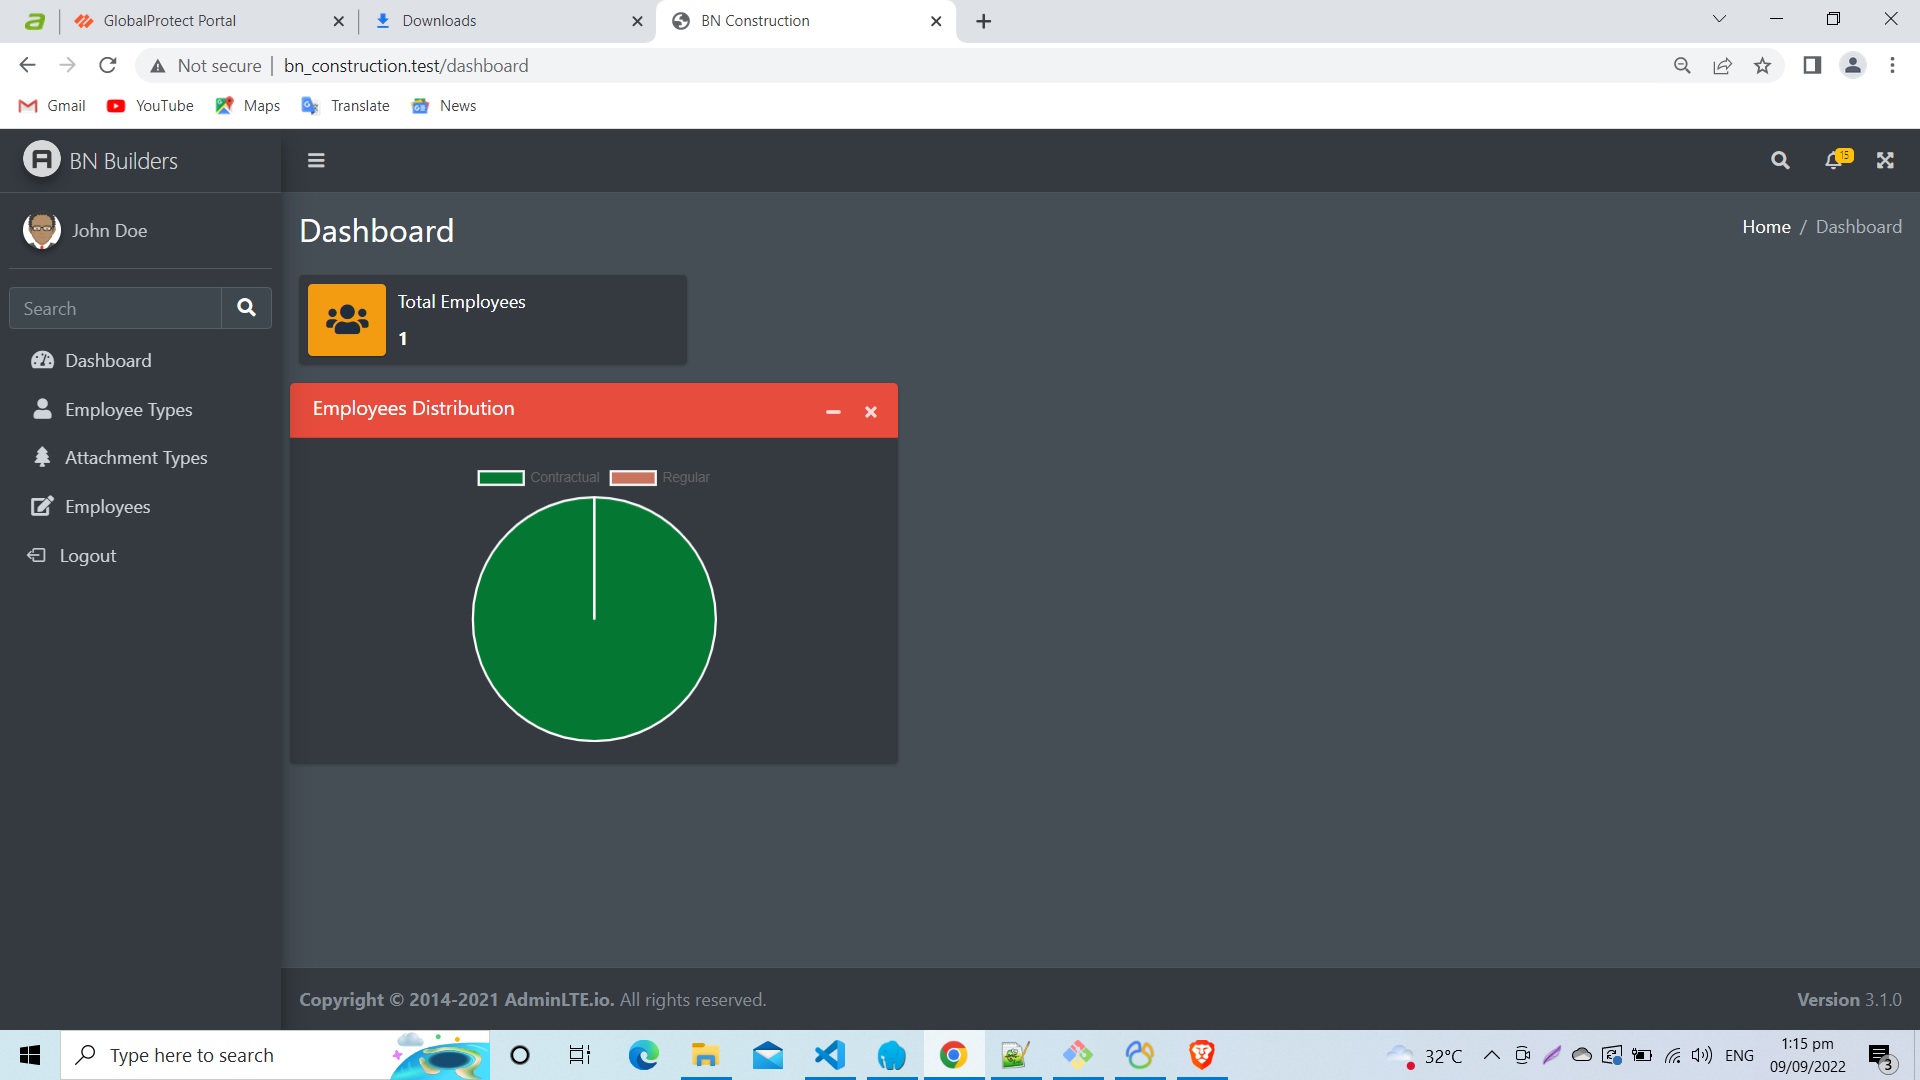 GlobalProtect Portal
Downloads
BN Construction
Not secure
bn_construction.test/dashboard
Gmail
YouTube
Maps
Translate
News
BN Builders
15
John Doe
Dashboard
Home / Dashboard
Search
Total Employees
1
Dashboard
Employee Types
Attachment Types
Employees
Logout
Employees Distribution
Contractual
Regular
Copyright © 2014-2021 AdminLTE.io. All rights reserved.
Version 3.1.0
Type here to search
32°C
ENG
1:15 pm
09/09/2022
3